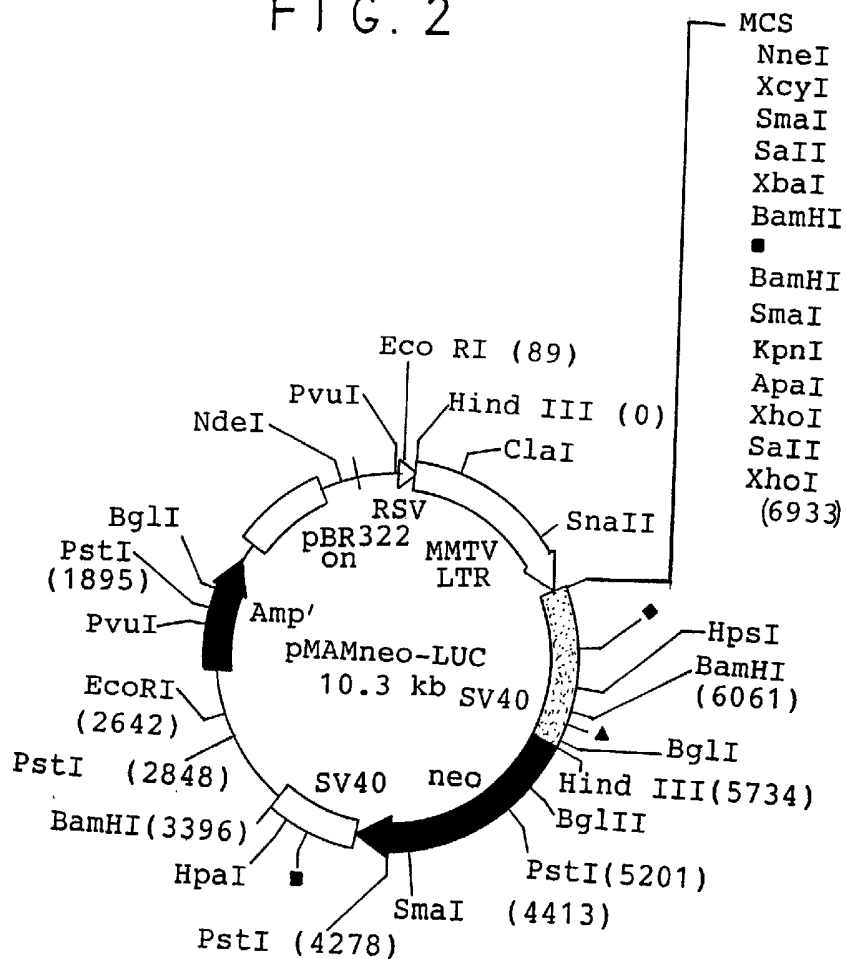 FIG. 2
MCS
NneI
XcyI
SmaI
SaII
XbaI
BamHI
BamHI
SmaI
KpnI
ApaI
XhoI
SaII
XhoI
(6933)
Eco RI (89)
PvuI
Hind III (0)
NdeI
ClaI
RSV
SnaII
BglI
pBR322
on
MMTV
LTR
PstI
(1895)
Amp'
PvuI
HpsI
pMAMneo-LUC
10.3 kb
BamHI
(6061)
EcoRI
(2642)
SV40
BglI
PstI (2848)
SV40
neo
Hind III(5734)
BamHI(3396)
BglII
HpaI
PstI(5201)
SmaI (4413)
PstI (4278)